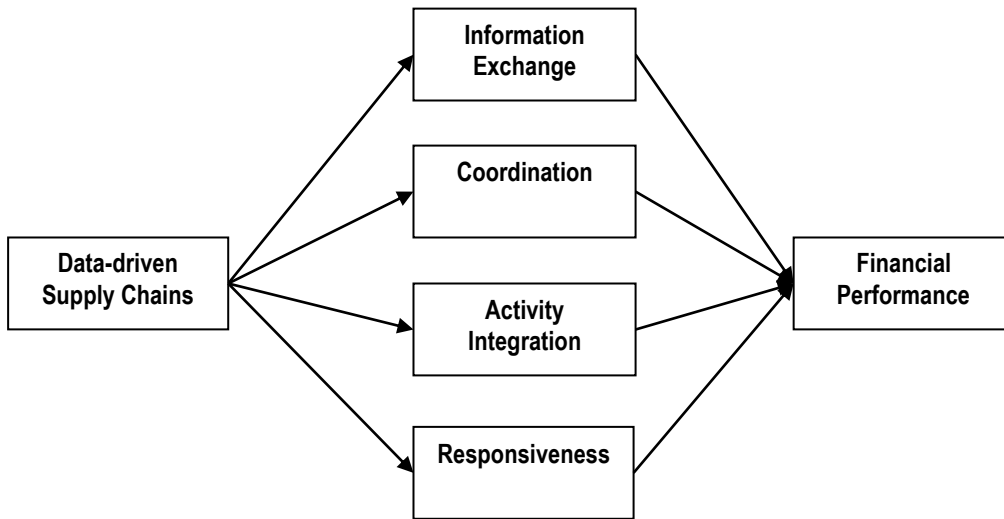 Information
Exchange
Coordination
Data-driven
Supply Chains
Financial
Performance
Activity
Integration
Responsiveness